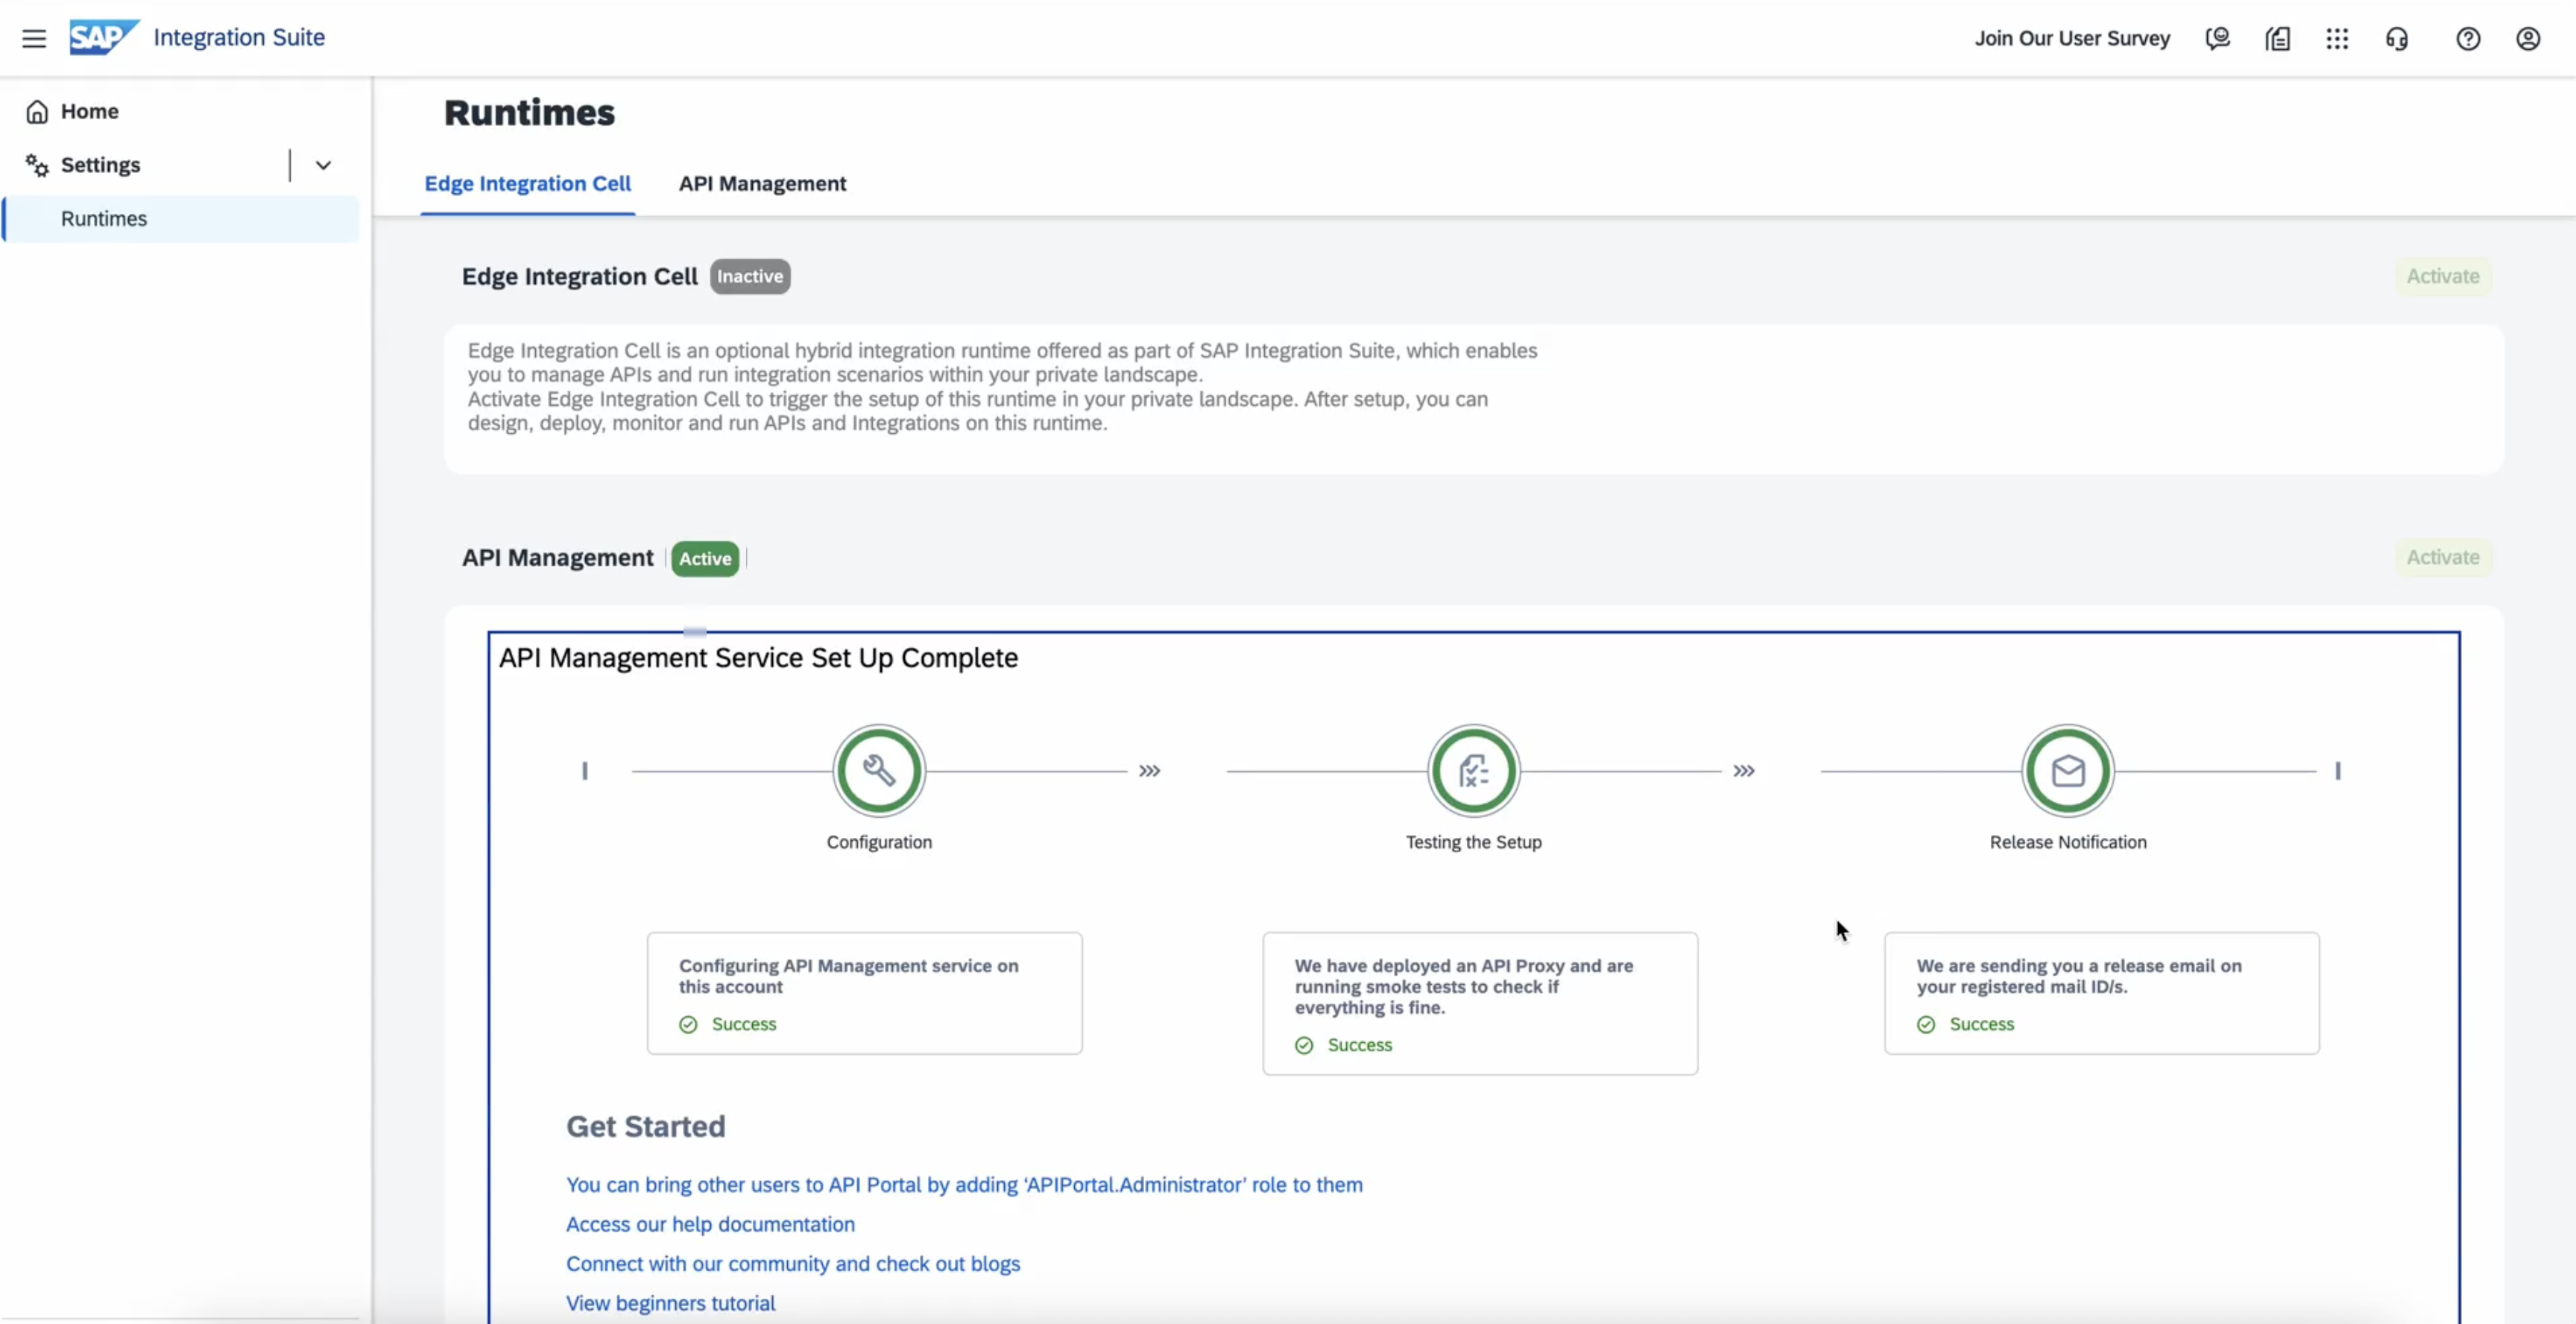 SAP Integration Suite
Join Our User Survey
Home
Settings
Runtimes
Runtimes
Edge Integration Cell
API Management
Edge Integration Cell Inactive
Activate
Edge Integration Cell is an optional hybrid integration runtime offered as part of SAP Integration Suite, which enables
you to manage APIs and run integration scenarios within your private landscape.
Activate Edge Integration Cell to trigger the setup of this runtime in your private landscape. After setup, you can
design, deploy, monitor and run APIs and Integrations on this runtime.
API Management Active
Activate
API Management Service Set Up Complete
Configuration
Testing the Setup
Release Notification
Configuring API Management service on
this account
Success
We have deployed an API Proxy and are
running smoke tests to check if
everything is fine.
Success
We are sending you a release email on
your registered mail ID/s.
Success
Get Started
You can bring other users to API Portal by adding ‘APIPortal.Administrator’ role to them
Access our help documentation
Connect with our community and check out blogs
View beginners tutorial